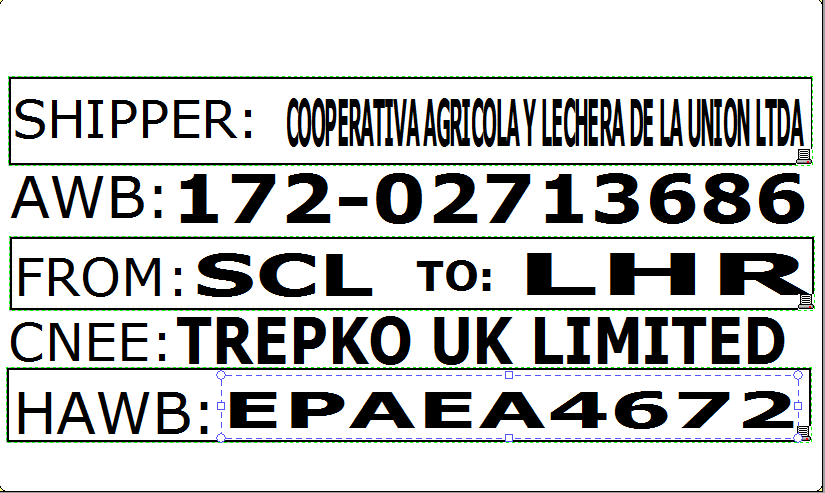 SHIPPER: COOPERATIVA AGRICOLA Y LECHERA DE LA UNION LTDA
AWB: 172-02713686
FROM: SCL TO: LHR
CNEE: TREPKO UK LIMITED
HAWB: EPAEA4672